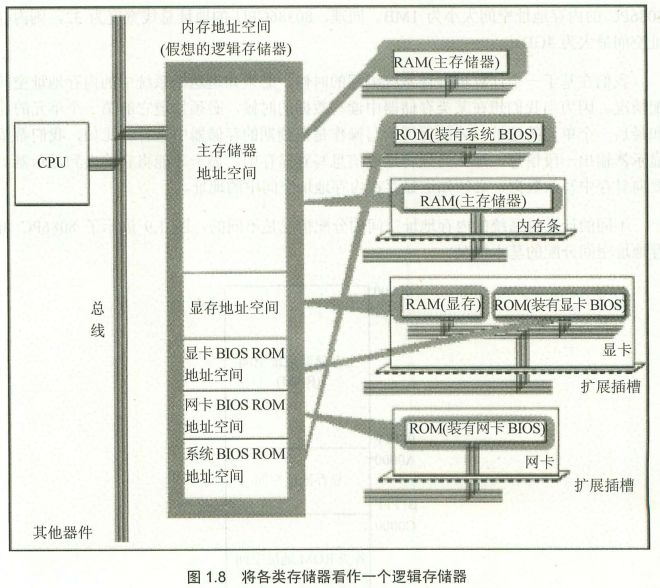 内存地址空间
(假想的逻辑存储器)
CPU
总
线
其他器件
主存储器
地址空间
显存地址空间
显卡 BIOS ROM
地址空间
网卡 BIOS ROM
地址空间
系统 BIOS ROM
地址空间
RAM(主存储器)
ROM(装有系统 BIOS)
RAM(主存储器)
内存条
RAM(显存)
ROM(装有显卡 BIOS)
显卡
扩展插槽
ROM(装有网卡 BIOS)
网卡
扩展插槽
图 1.8 将各类存储器看作一个逻辑存储器